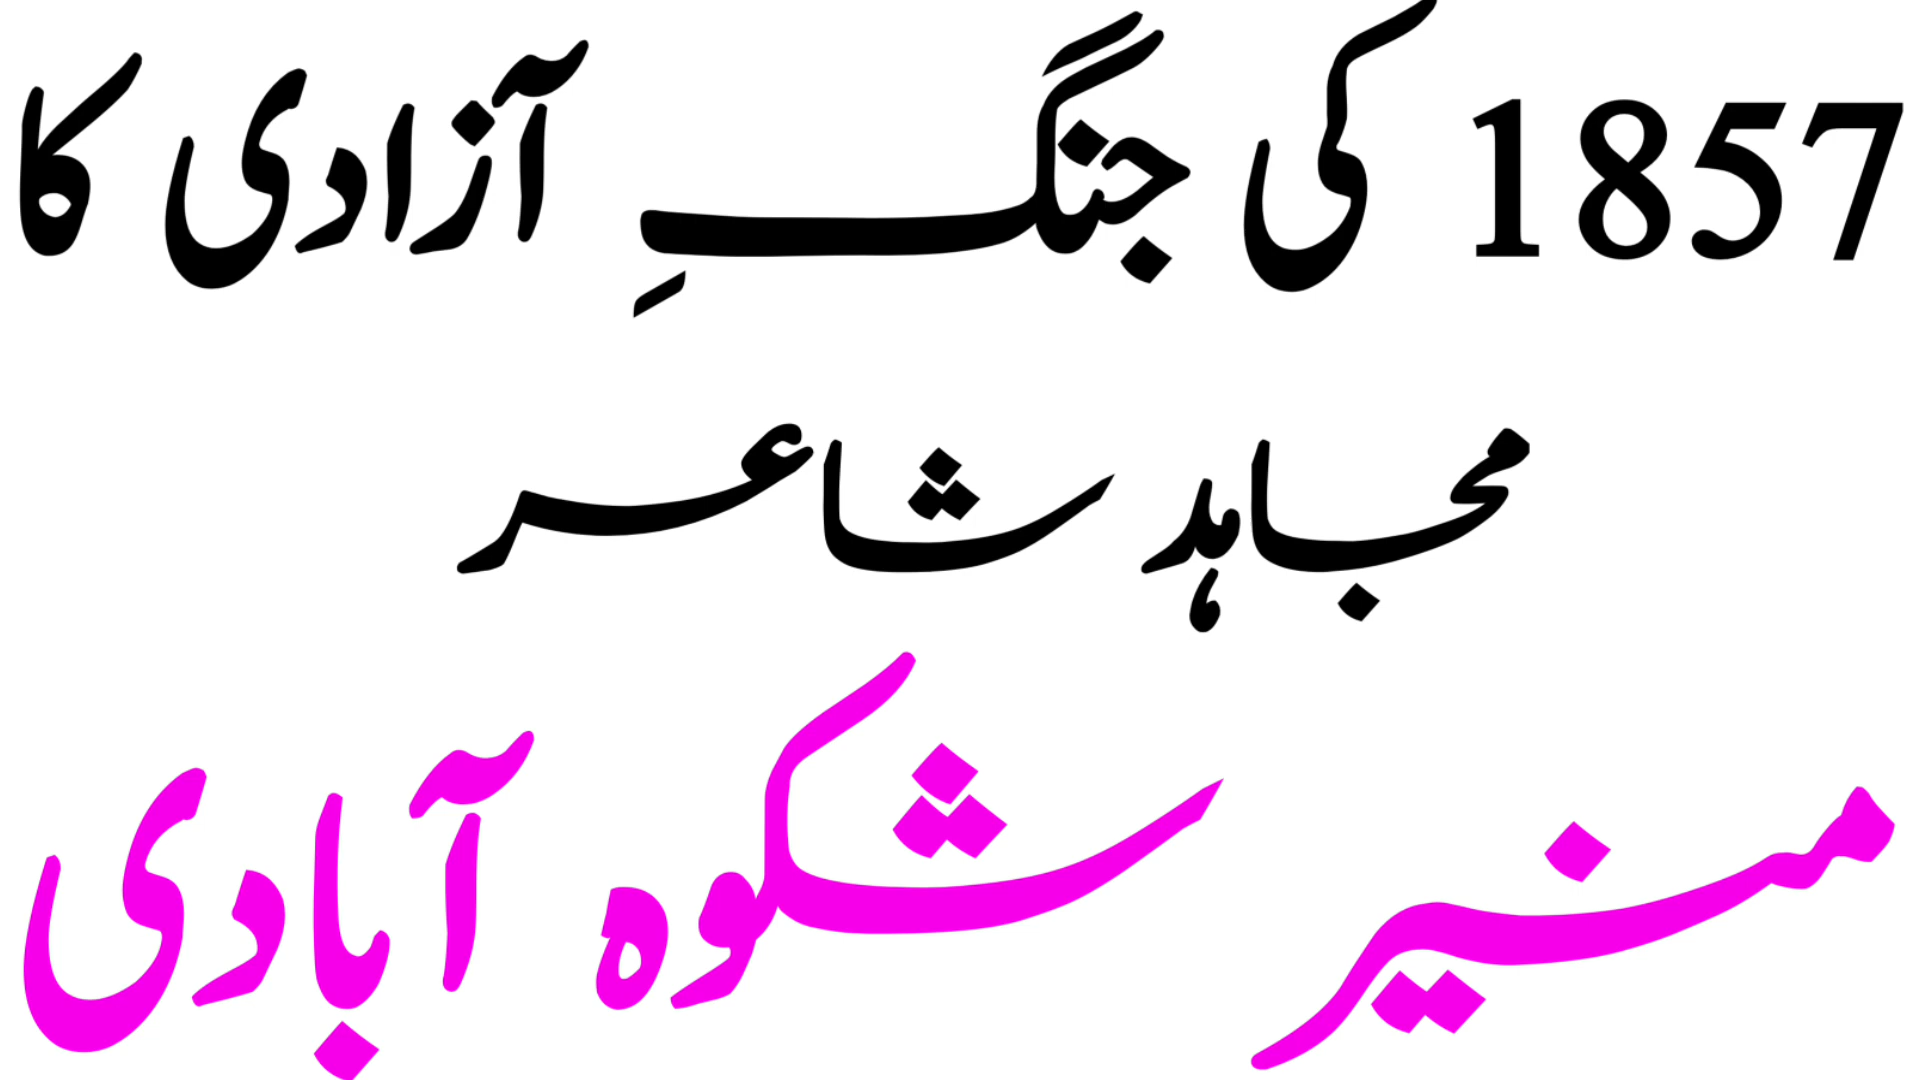 1857 کی جنگِ آزادی کا
مجاہد شاعر
منیر شکوہ آبادی